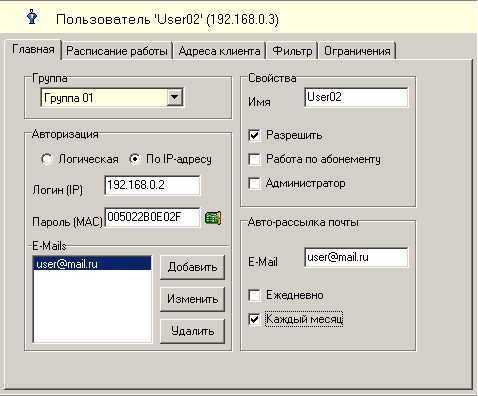 Пользователь 'User02' (192.168.0.3)
Главная Расписание работы Адреса клиента Фильтр Ограничения
Группа
Группа 01
Авторизация
Логическая По IP-адресу
Логин (IP) 192.168.0.2
Пароль (MAC) 005022B0E02F
E-Mails
user@mail.ru
Добавить
Изменить
Удалить
Свойства
Имя User02
Разрешить
Работа по абонементу
Администратор
Авто-рассылка почты
E-Mail user@mail.ru
Ежедневно
Каждый месяц